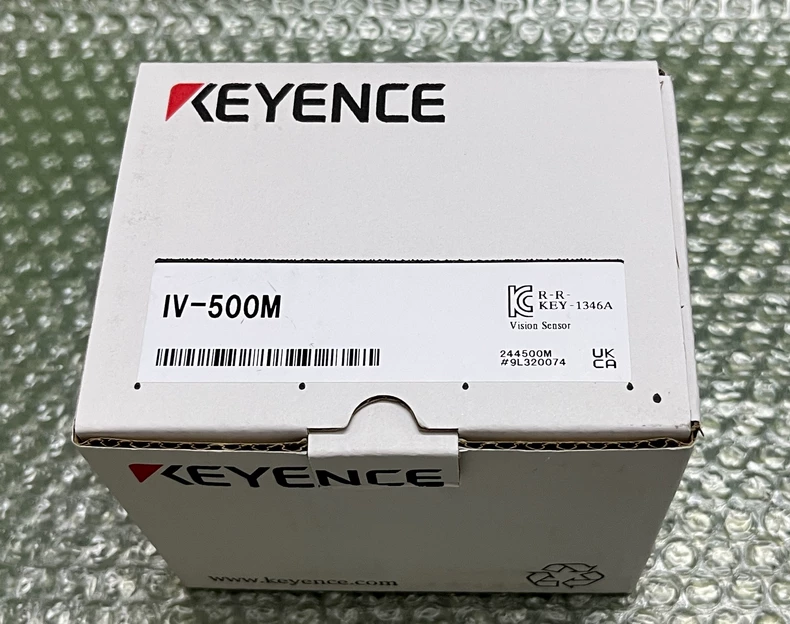 KEYENCE
IV-500M
R-R-
KEY-1346A
Vision Sensor
244500M
#9L320074
UK
CA
KEYENCE
www.keyence.com